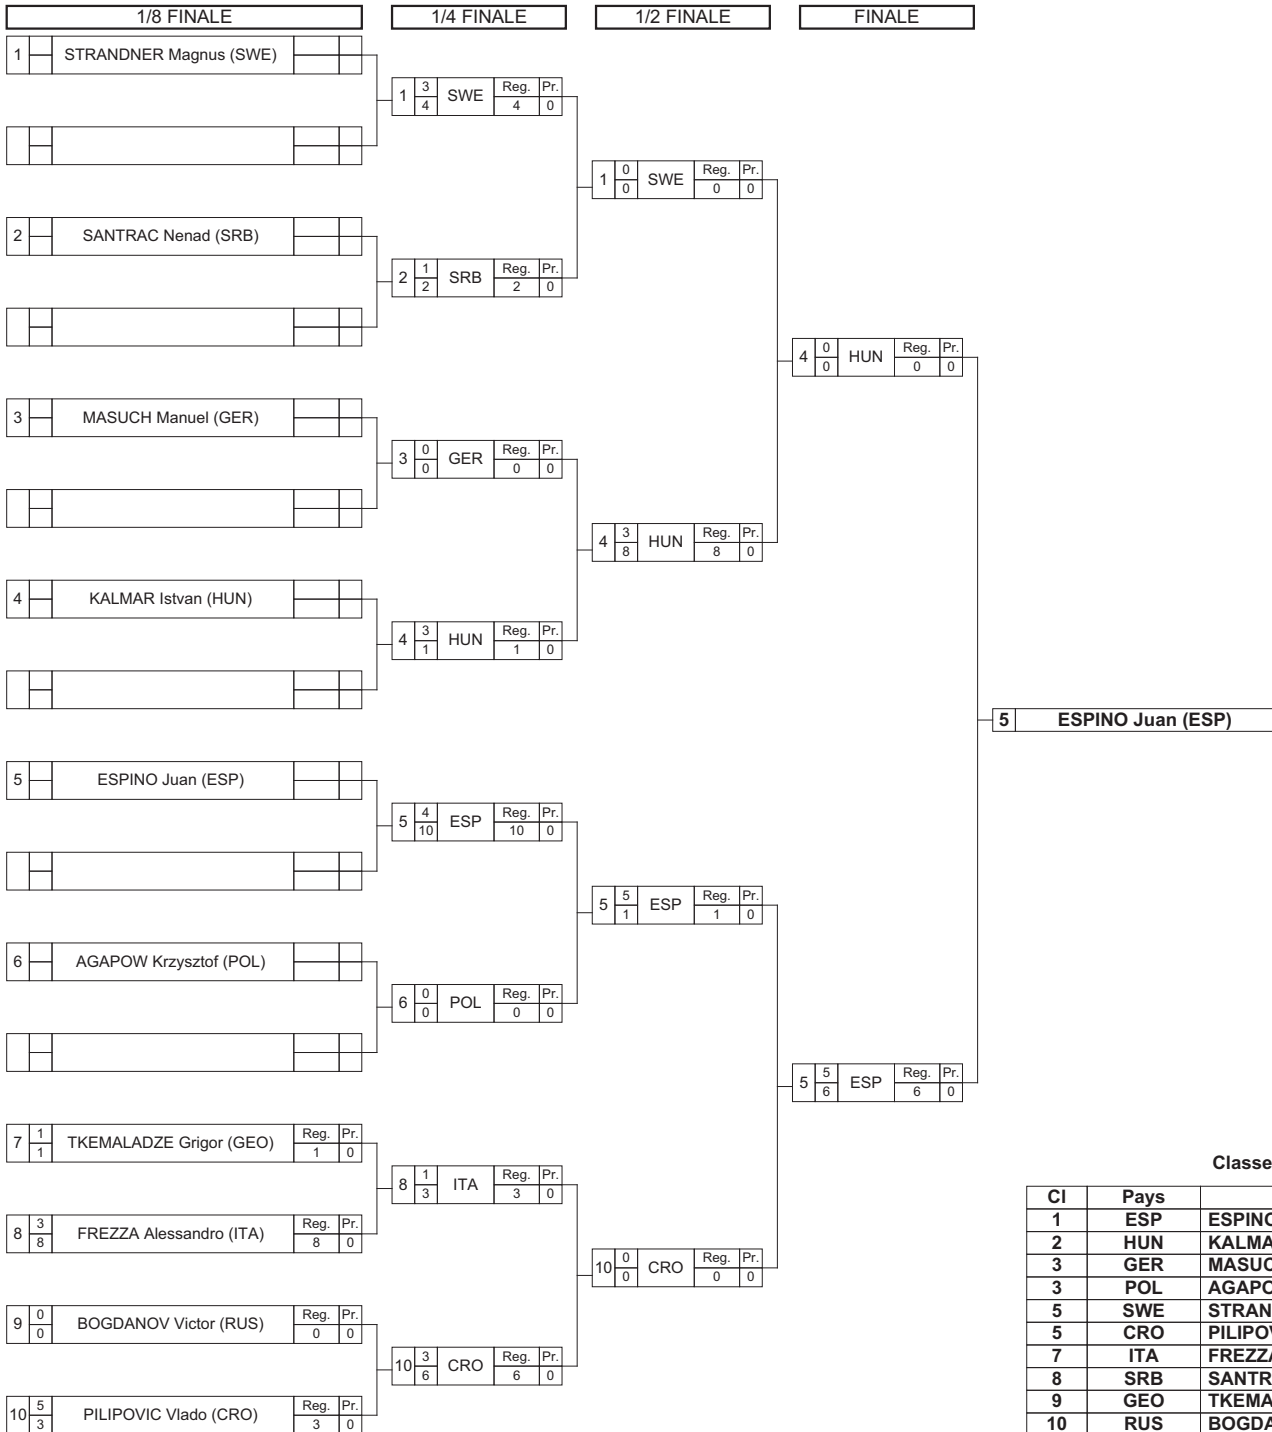 1/8 FINALE 1/4 FINALE 1/2 FINALE FINALE
1 STRANDNER Magnus (SWE)
1 3 4 SWE Reg. Pr. 4 0
1 0 0 SWE Reg. Pr. 0 0
2 SANTRAC Nenad (SRB)
2 1 2 SRB Reg. Pr. 2 0
4 0 0 HUN Reg. Pr. 0 0
3 MASUCH Manuel (GER)
3 0 0 GER Reg. Pr. 0 0
4 3 8 HUN Reg. Pr. 8 0
4 KALMAR Istvan (HUN)
4 3 1 HUN Reg. Pr. 1 0
5 ESPINO Juan (ESP)
5 ESPINO Juan (ESP)
5 4 10 ESP Reg. Pr. 10 0
5 5 1 ESP Reg. Pr. 1 0
6 AGAPOW Krzysztof (POL)
6 0 0 POL Reg. Pr. 0 0
5 5 6 ESP Reg. Pr. 6 0
7 1 1 TKEMALADZE Grigor (GEO) Reg. Pr. 1 0
8 1 3 ITA Reg. Pr. 3 0
8 3 8 FREZZA Alessandro (ITA) Reg. Pr. 8 0
10 0 0 CRO Reg. Pr. 0 0
9 0 0 BOGDANOV Victor (RUS) Reg. Pr. 0 0
10 3 6 CRO Reg. Pr. 6 0
10 5 3 PILIPOVIC Vlado (CRO) Reg. Pr. 3 0
Classe
Cl Pays
1 ESP ESPINO
2 HUN KALMA
3 GER MASUC
3 POL AGAPO
5 SWE STRAN
5 CRO PILIPOV
7 ITA FREZZA
8 SRB SANTR
9 GEO TKEMA
10 RUS BOGDA